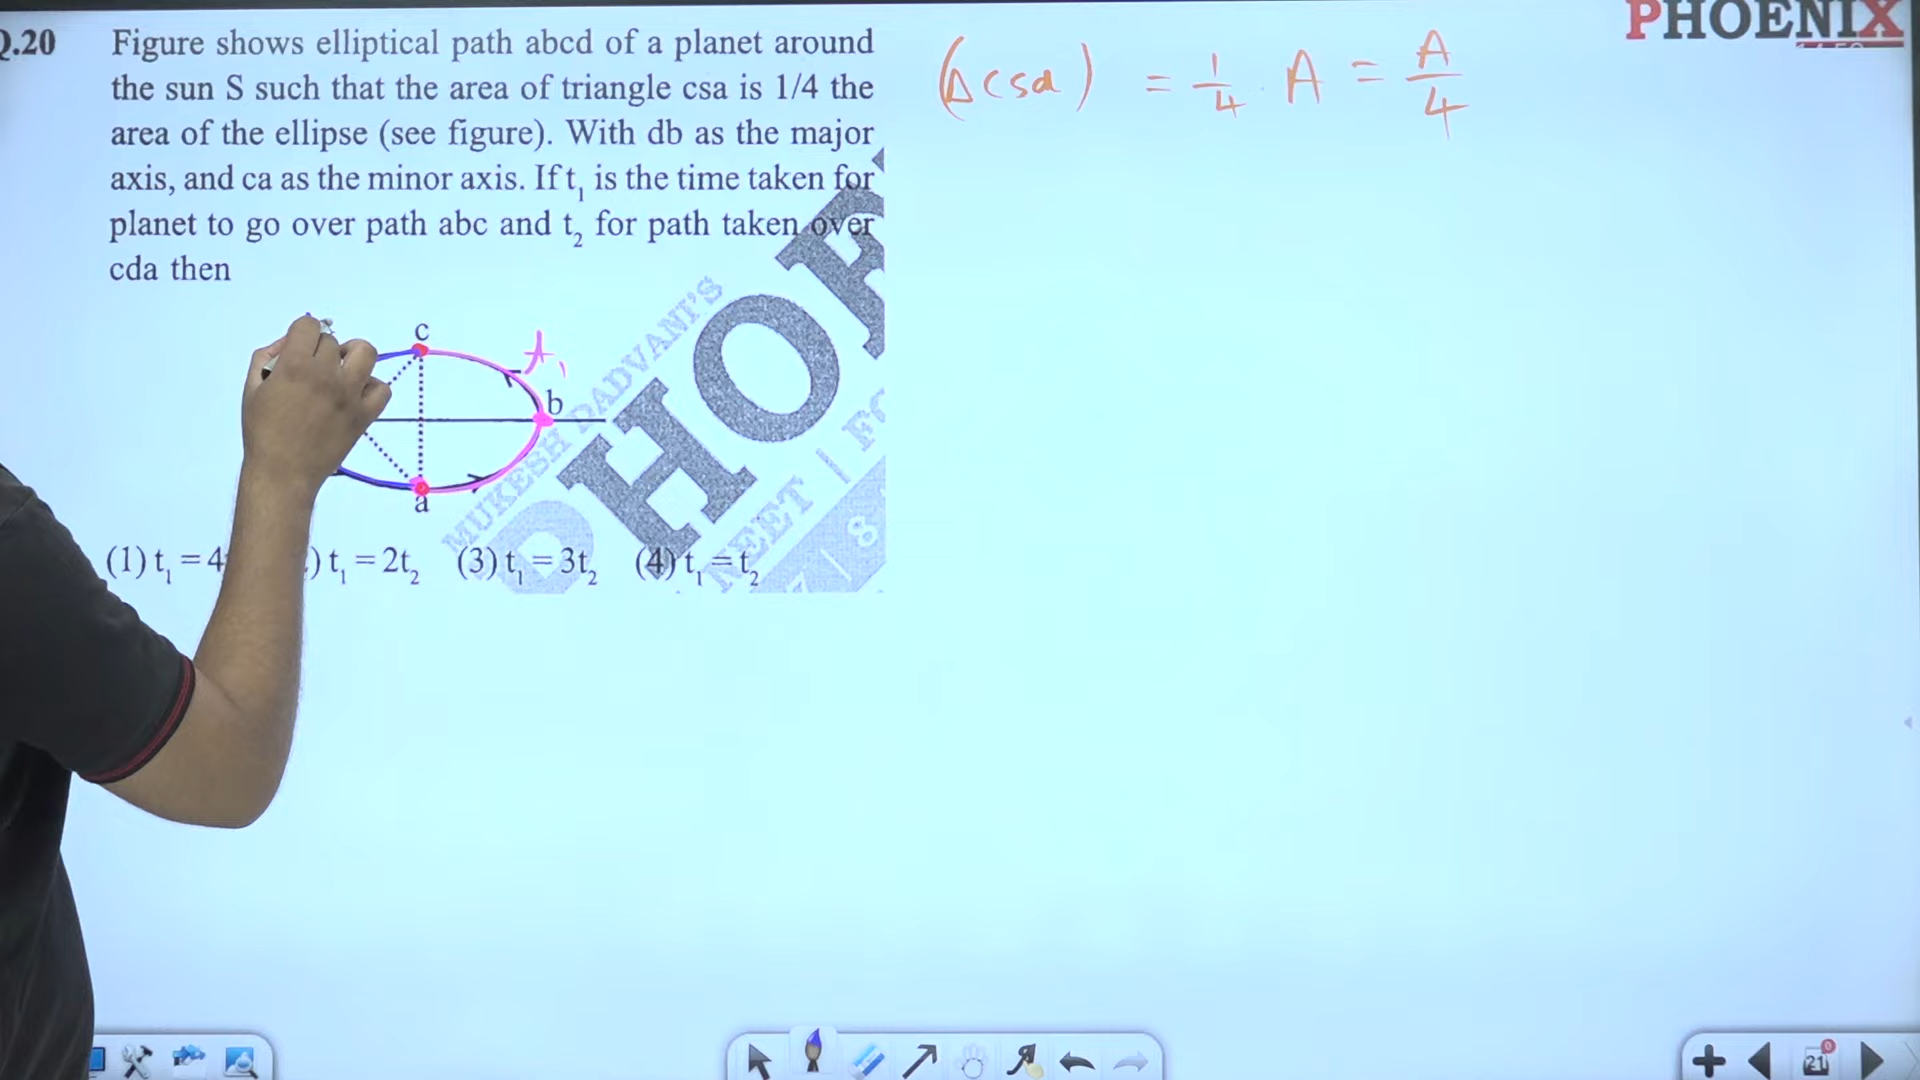 PHOENIX
Q.20 Figure shows elliptical path abcd of a planet around
the sun S such that the area of triangle csa is 1/4 the
area of the ellipse (see figure). With db as the major
axis, and ca as the minor axis. If t₁ is the time taken for
planet to go over path abc and t₂ for path taken over
cda then
(Δcsa) = 1/4 · A = A/4
c
b
a
MUKESH DADVANI'S
NEET |
(1) t₁ = 4 ) t₁ = 2t₂ (3) t₁ = 3t₂ (4) t₁ = t₂
21